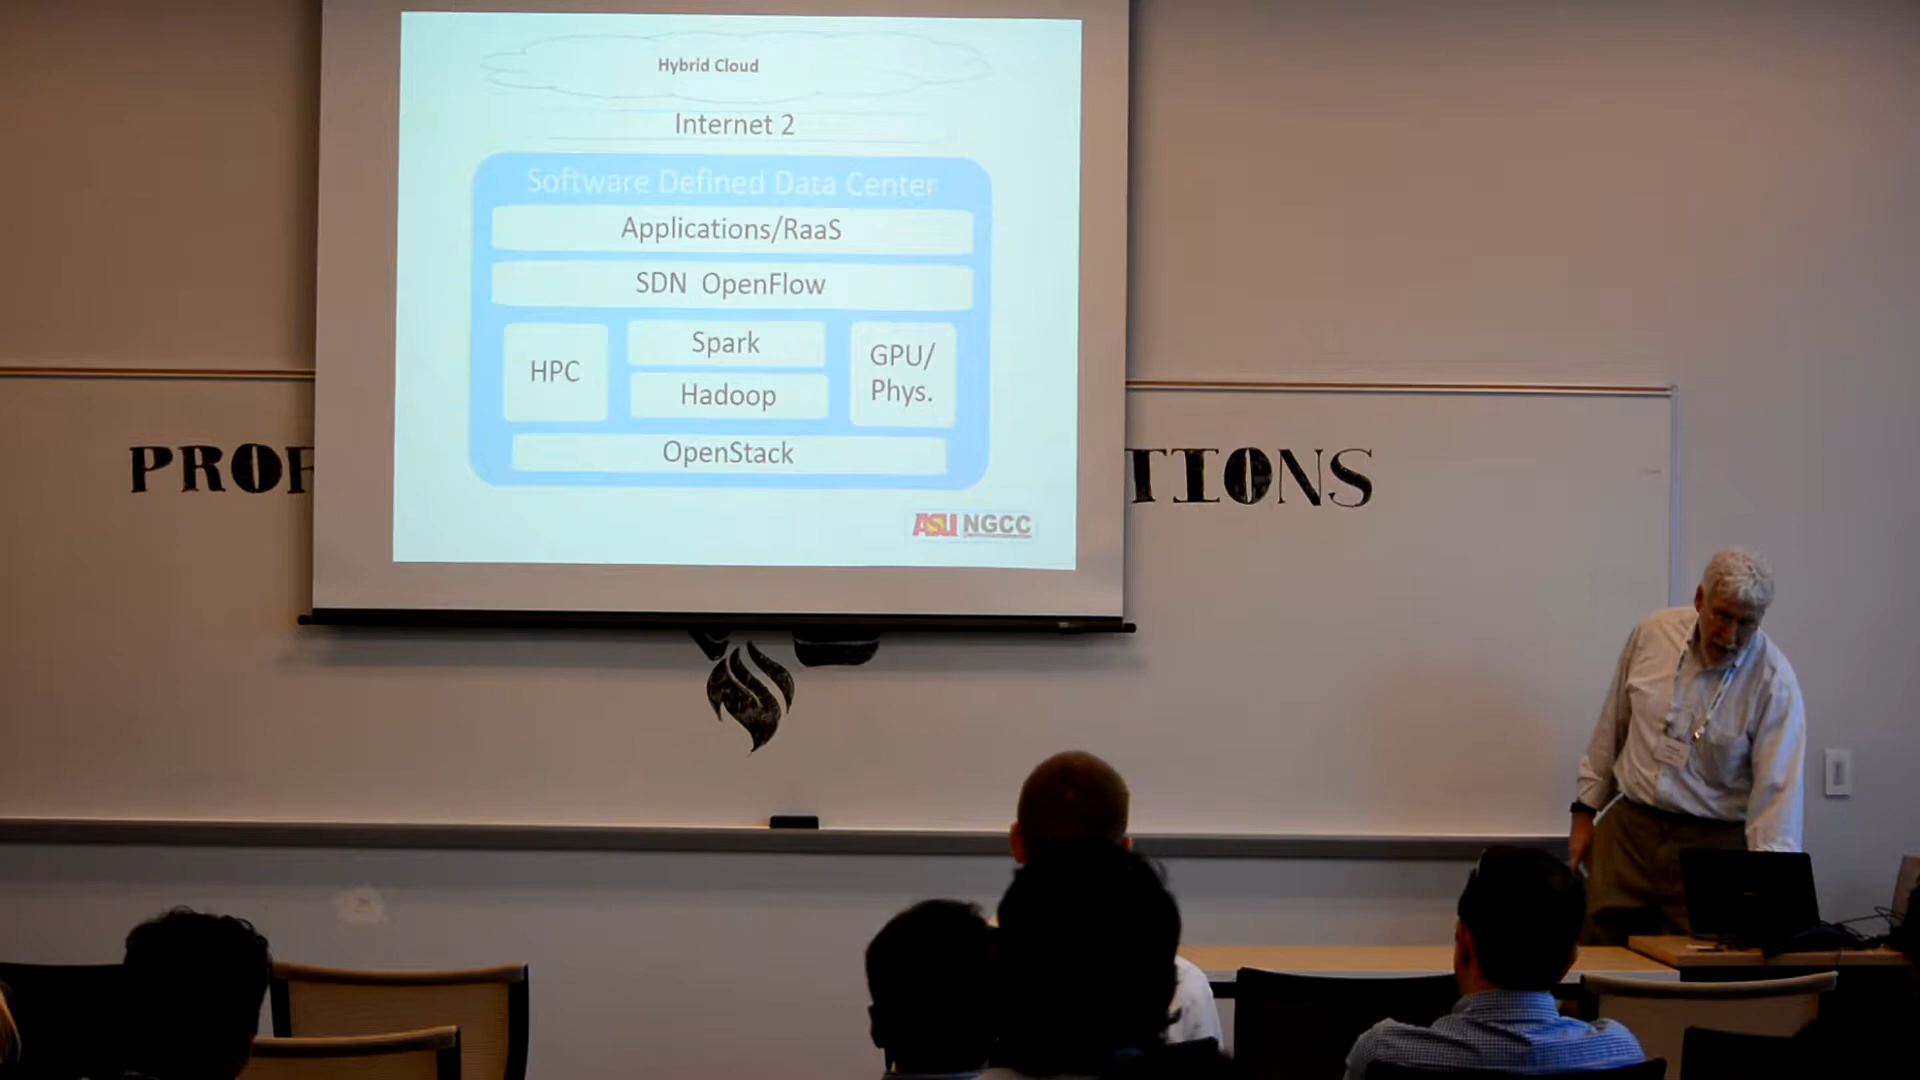 Hybrid Cloud
Internet 2
Software Defined Data Center
Applications/RaaS
SDN OpenFlow
HPC
Spark
Hadoop
GPU/
Phys.
OpenStack
ASU NGCC
PROF
TIONS